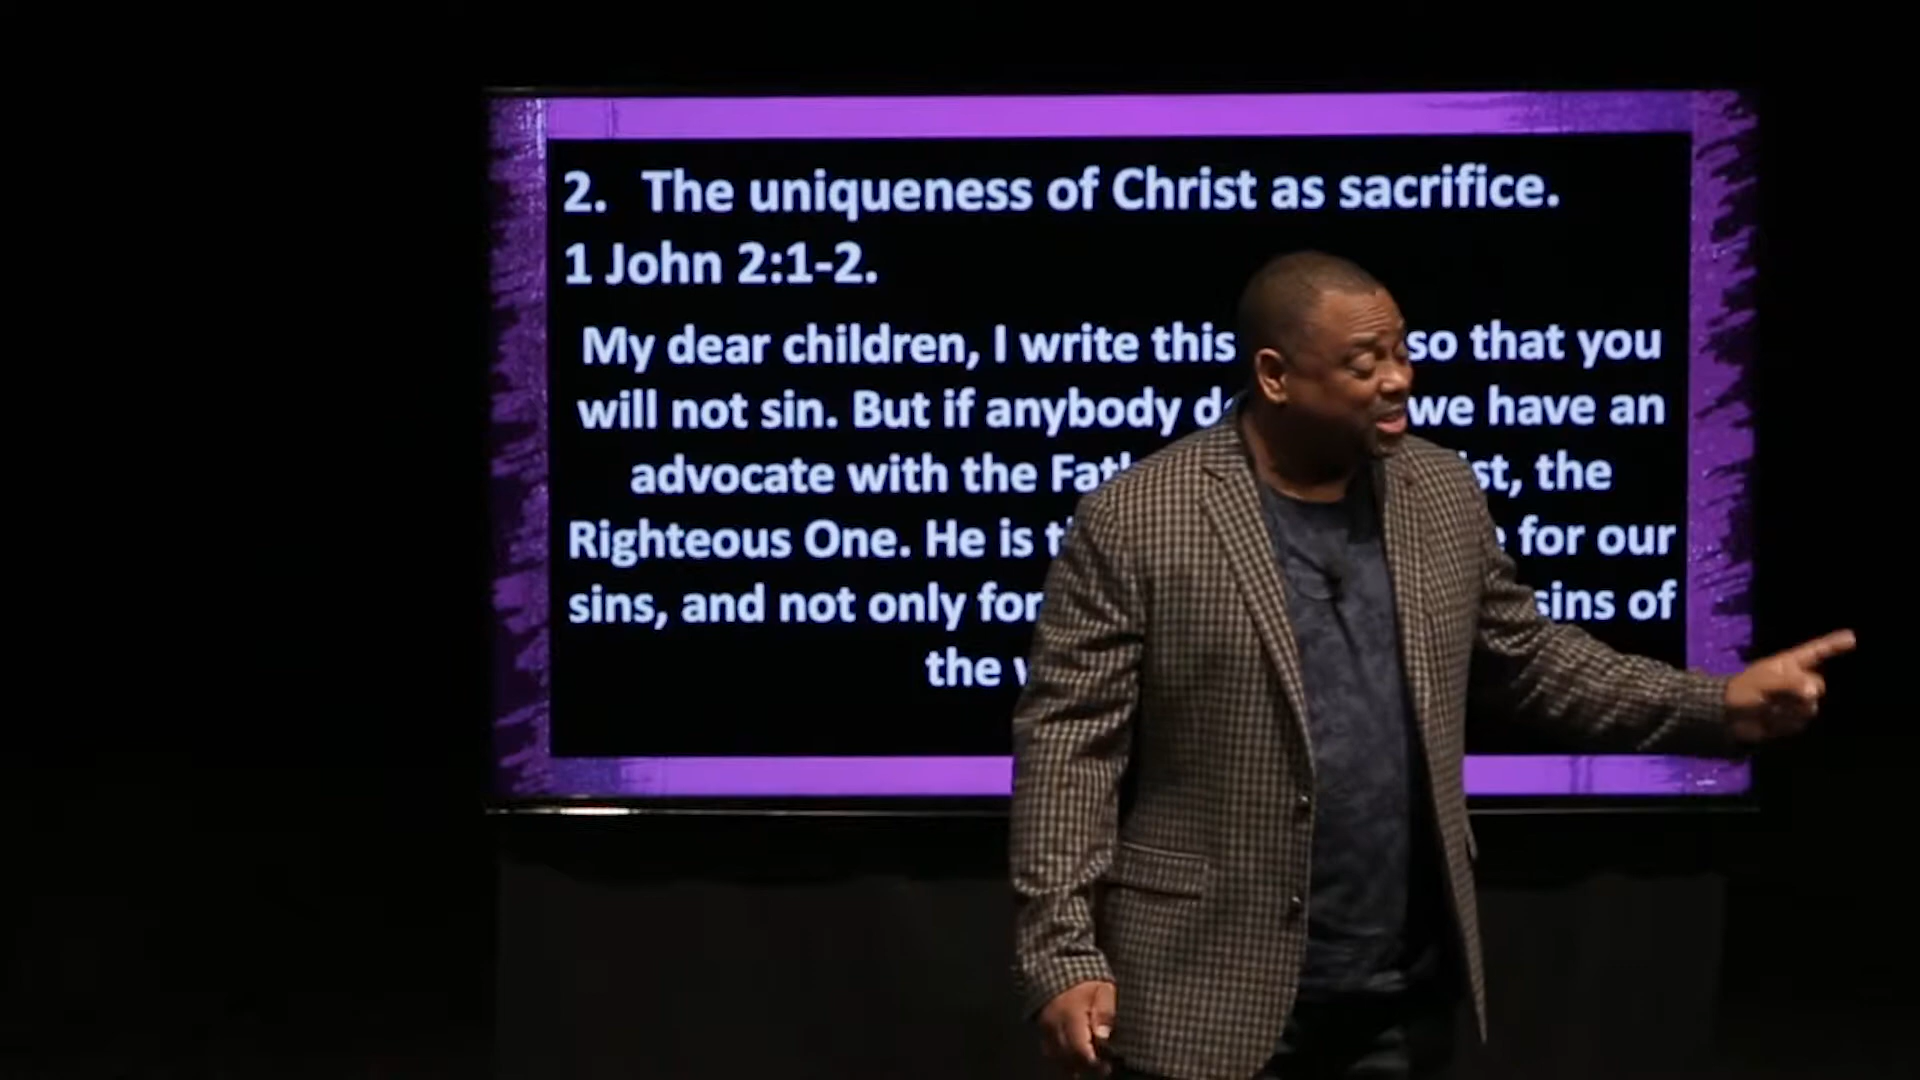 2. The uniqueness of Christ as sacrifice.
1 John 2:1-2.
My dear children, I write this so that you
will not sin. But if anybody we have an
advocate with the the
Righteous One. He is for our
sins, and not only for sins of
the